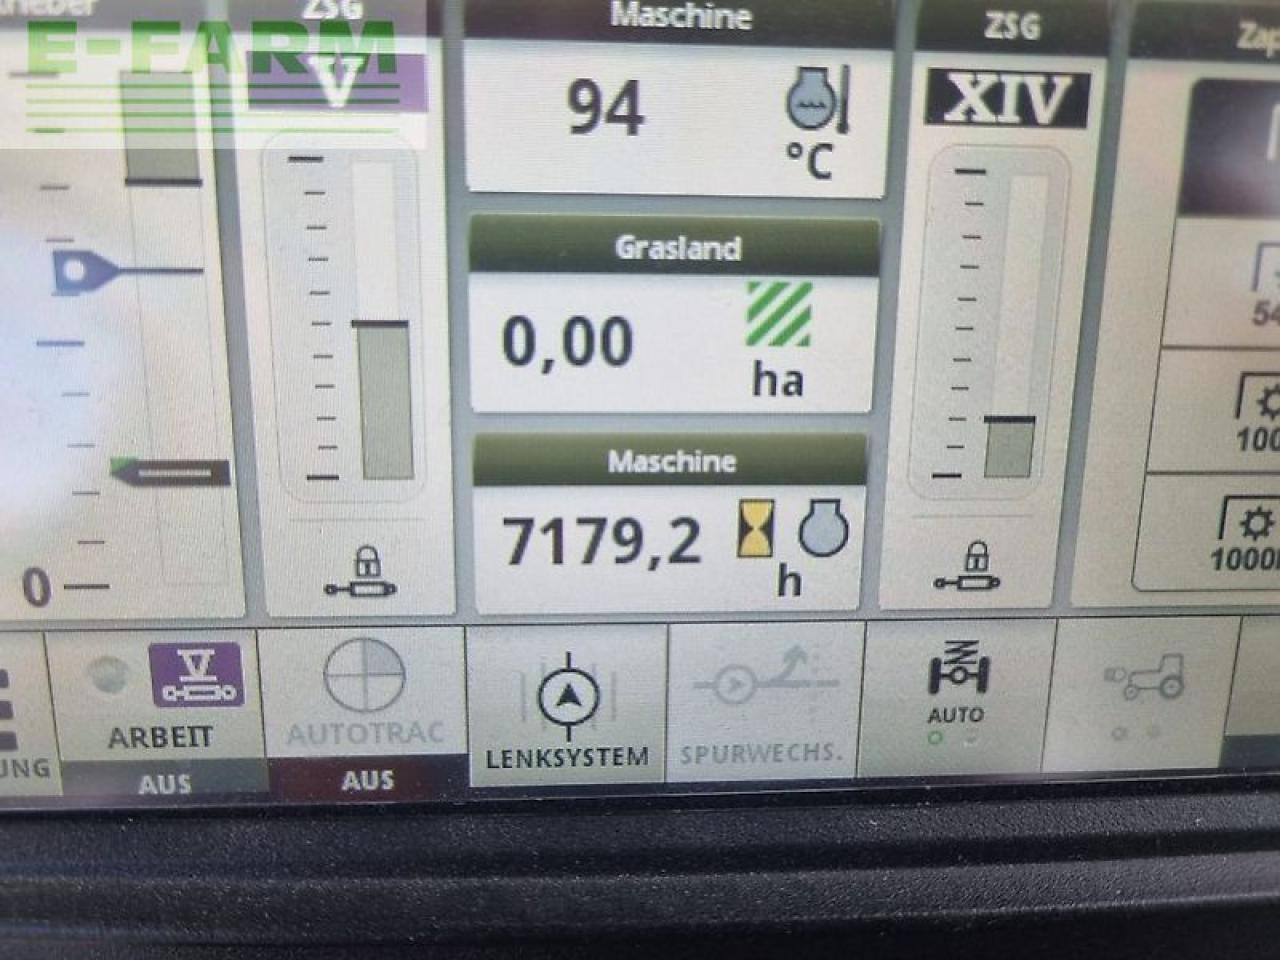 ZSG
Maschine
ZSG
E-FARM
V
94
°C
XIV
Grasland
0,00
ha
Maschine
7179,2
h
0
V
ARBEIT
AUS
AUTOTRAC
AUS
LENKSYSTEM
SPURWECHS.
AUTO